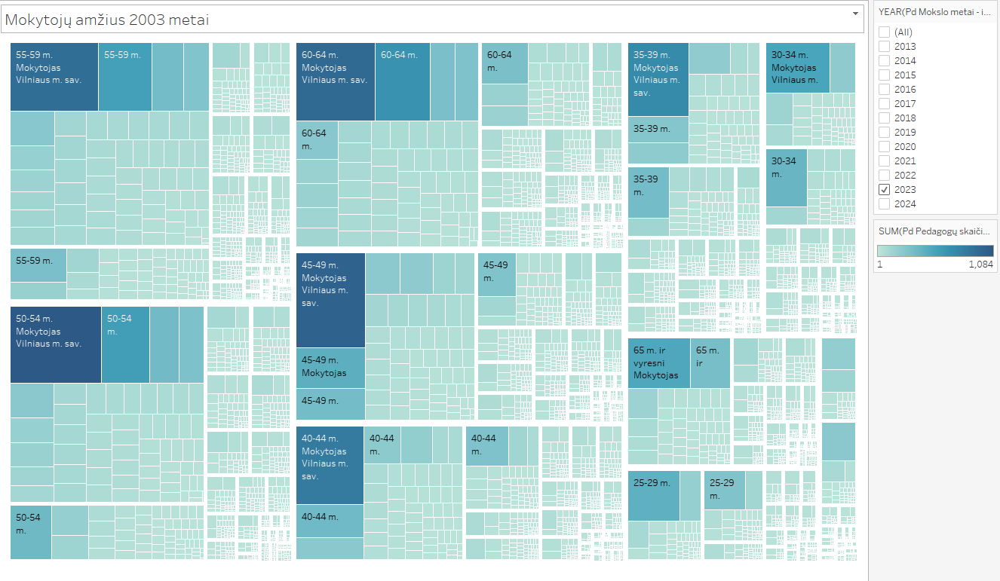 Mokytojų amžius 2003 metai
55-59 m.
Mokytojas
Vilniaus m. sav.
55-59 m.
55-59 m.
50-54 m.
Mokytojas
Vilniaus m. sav.
50-54
m.
50-54
m.
60-64 m.
Mokytojas
Vilniaus m. sav.
60-64 m.
60-64
m.
60-64
m.
45-49 m.
Mokytojas
Vilniaus m.
sav.
45-49 m.
Mokytojas
45-49 m.
45-49
m.
40-44 m.
Mokytojas
Vilniaus m.
sav.
40-44 m.
40-44
m.
40-44
m.
35-39 m.
Mokytojas
Vilniaus m.
sav.
35-39 m.
35-39
m.
30-34 m.
Mokytojas
Vilniaus m.
30-34
m.
65 m. ir
vyresni
Mokytojas
65 m.
ir
25-29 m.
25-29
m.
YEAR(Pd Mokslo metai - i...
(All)
2013
2014
2015
2016
2017
2018
2019
2020
2021
2022
2023
2024
SUM(Pd Pedagogų skaiči...
1 1,084